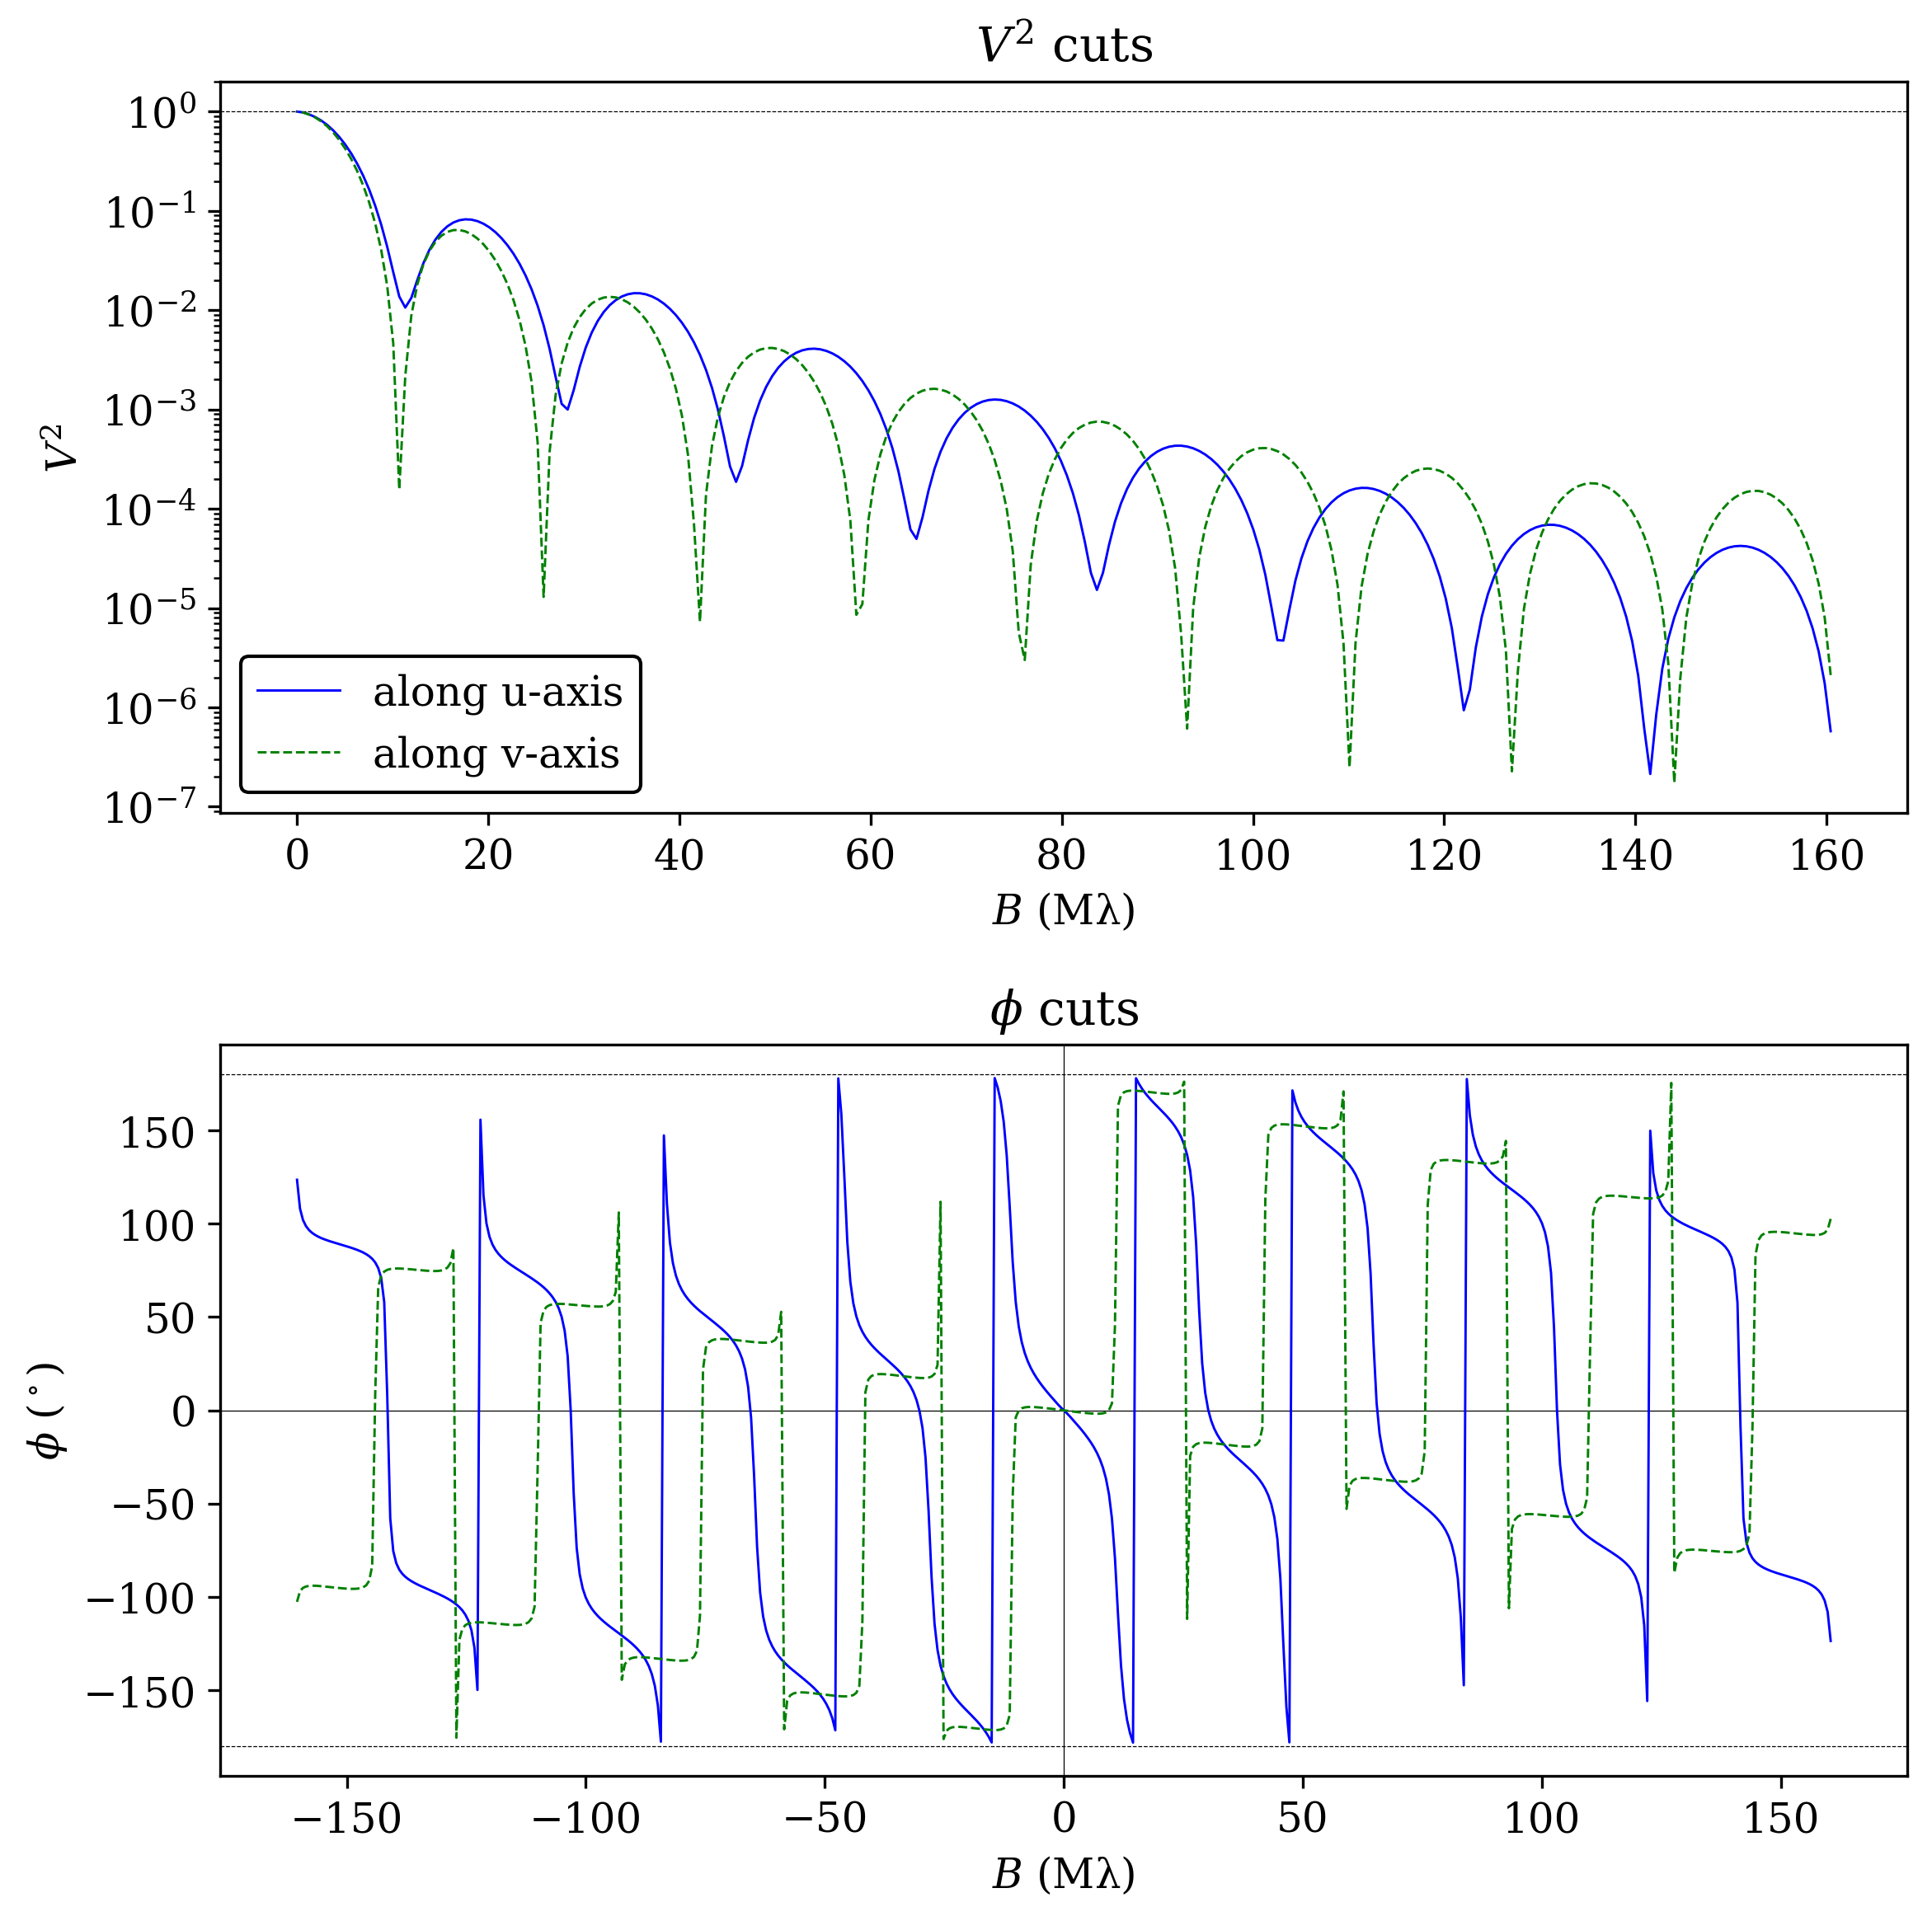 V² cuts
10⁰
10⁻¹
10⁻²
10⁻³
10⁻⁴
10⁻⁵
10⁻⁶
10⁻⁷
V²
along u-axis
along v-axis
0 20 40 60 80 100 120 140 160
B (Mλ)
ϕ cuts
150
100
50
0
−50
−100
−150
ϕ (°)
−150 −100 −50 0 50 100 150
B (Mλ)